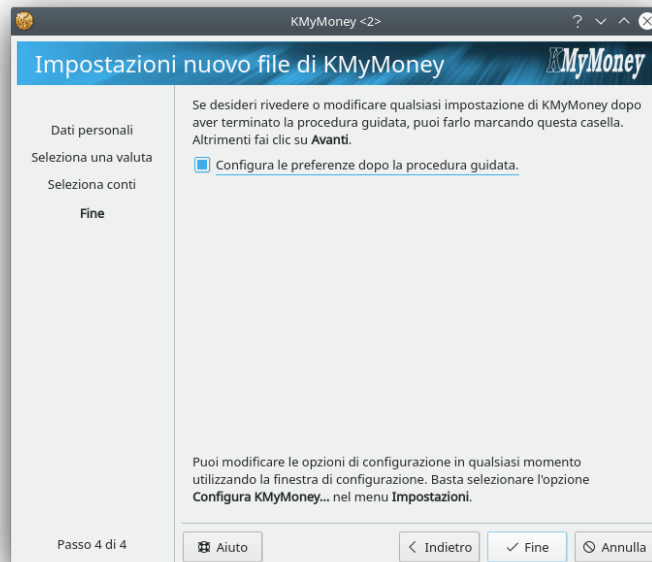 KMyMoney <2>
Impostazioni nuovo file di KMyMoney
KMyMoney
Dati personali
Seleziona una valuta
Seleziona conti
Fine
Passo 4 di 4
Se desideri rivedere o modificare qualsiasi impostazione di KMyMoney dopo
aver terminato la procedura guidata, puoi farlo marcando questa casella.
Altrimenti fai clic su Avanti.
Configura le preferenze dopo la procedura guidata.
Puoi modificare le opzioni di configurazione in qualsiasi momento
utilizzando la finestra di configurazione. Basta selezionare l'opzione
Configura KMyMoney... nel menu Impostazioni.
Aiuto
Indietro
Fine
Annulla